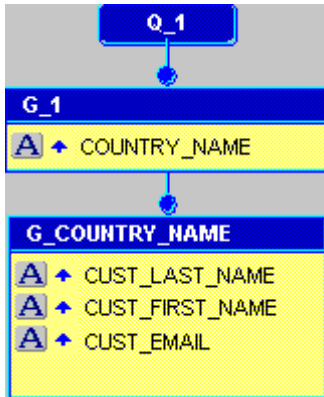 Q_1
G_1
A COUNTRY_NAME
G_COUNTRY_NAME
A CUST_LAST_NAME
A CUST_FIRST_NAME
A CUST_EMAIL